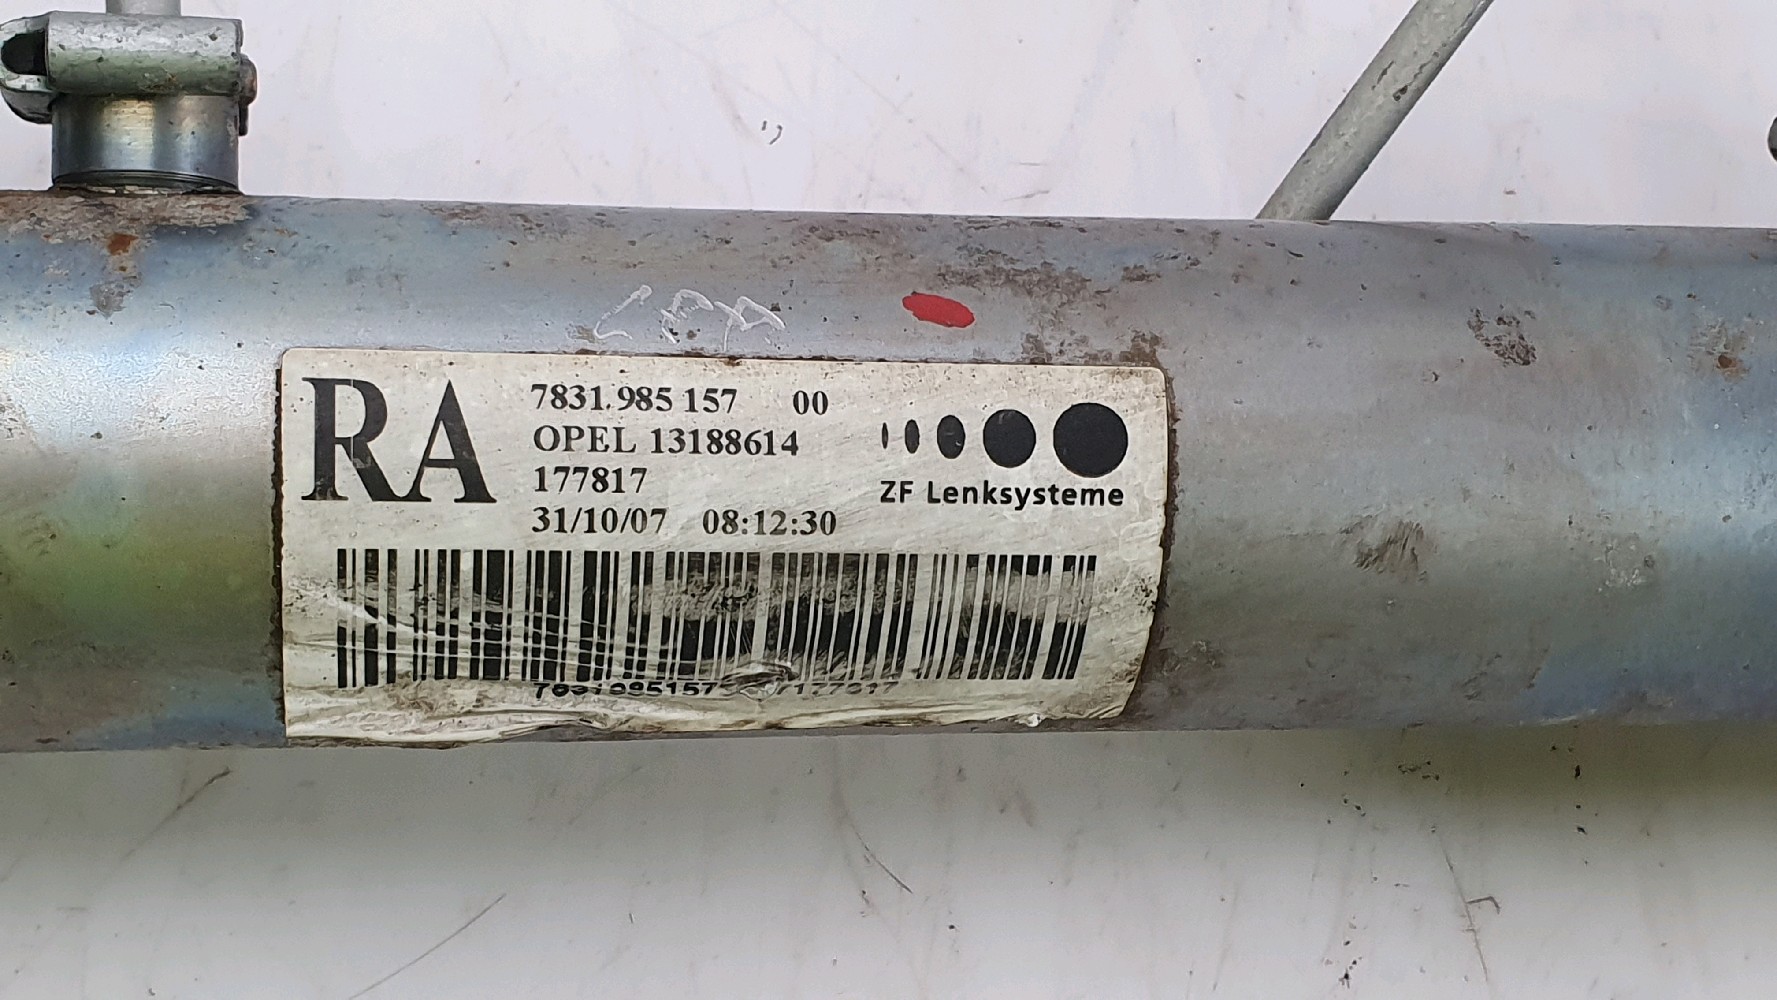 RA
7831.985 157 00
OPEL 13188614
177817
31/10/07 08:12:30
ZF Lenksysteme